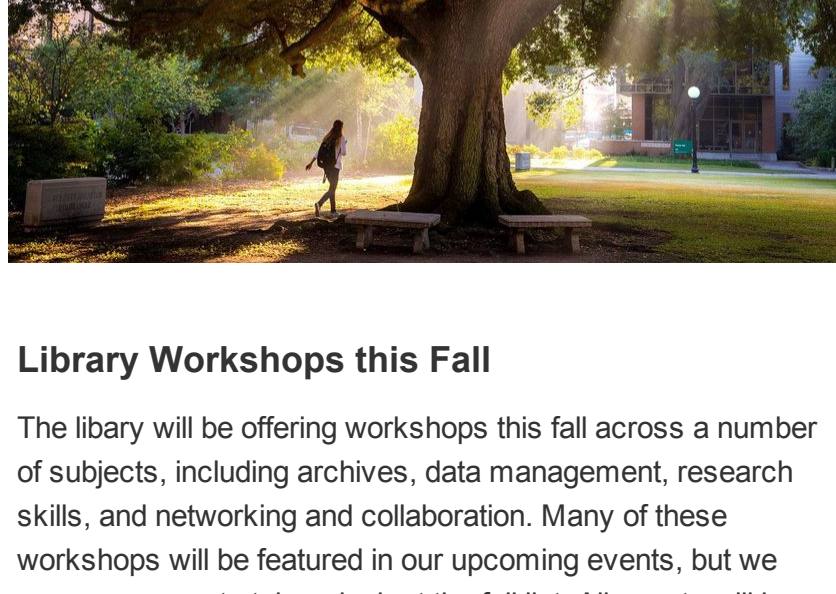 Library Workshops this Fall
The libary will be offering workshops this fall across a number
of subjects, including archives, data management, research
skills, and networking and collaboration. Many of these
workshops will be featured in our upcoming events, but we